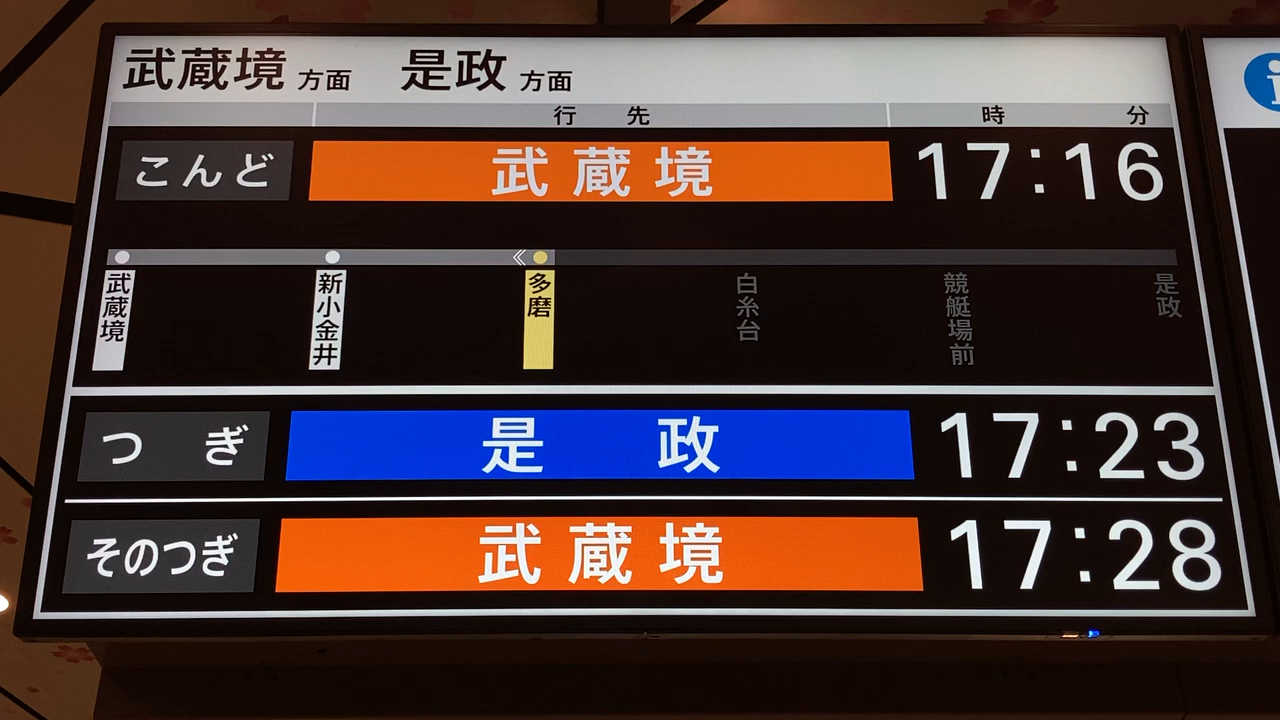 武蔵境 方面 是政 方面
行先 時 分
こんど 武蔵境 17:16
武蔵境 新小金井 多磨 白糸台 競艇場前 是政
つぎ 是政 17:23
そのつぎ 武蔵境 17:28